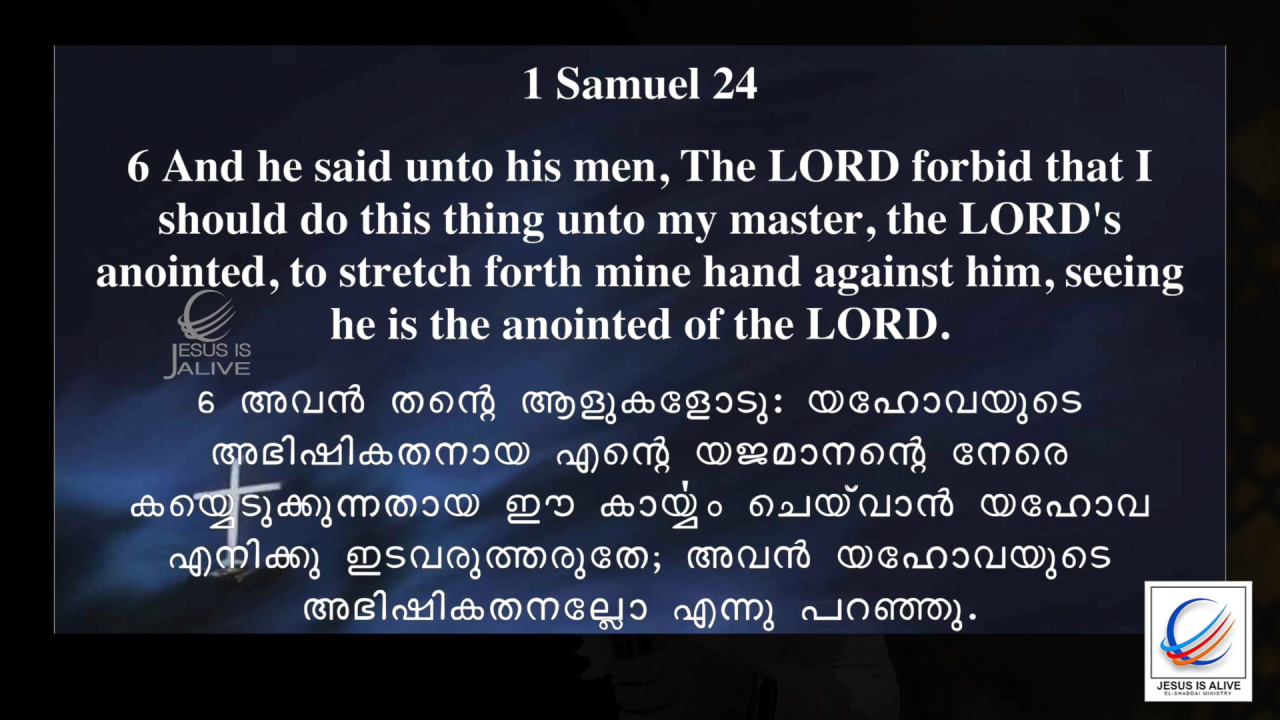 1 Samuel 24
6 And he said unto his men, The LORD forbid that I
should do this thing unto my master, the LORD's
anointed, to stretch forth mine hand against him, seeing
he is the anointed of the LORD.
JESUS IS
ALIVE
6 അവൻ തന്റെ ആളുകളോടു: യഹോവയുടെ
അഭിഷികതനായ എന്റെ യജമാനന്റെ നേരെ
കയ്യെടുക്കുന്നതായ ഈ കാൎയ്യം ചെയ്‌വാൻ യഹോവ
എനിക്കു ഇടവരുത്തരുതേ; അവൻ യഹോവയുടെ
അഭിഷികതനല്ലോ എന്നു പറഞ്ഞു.
JESUS IS ALIVE
EL-SHADDAI MINISTRY